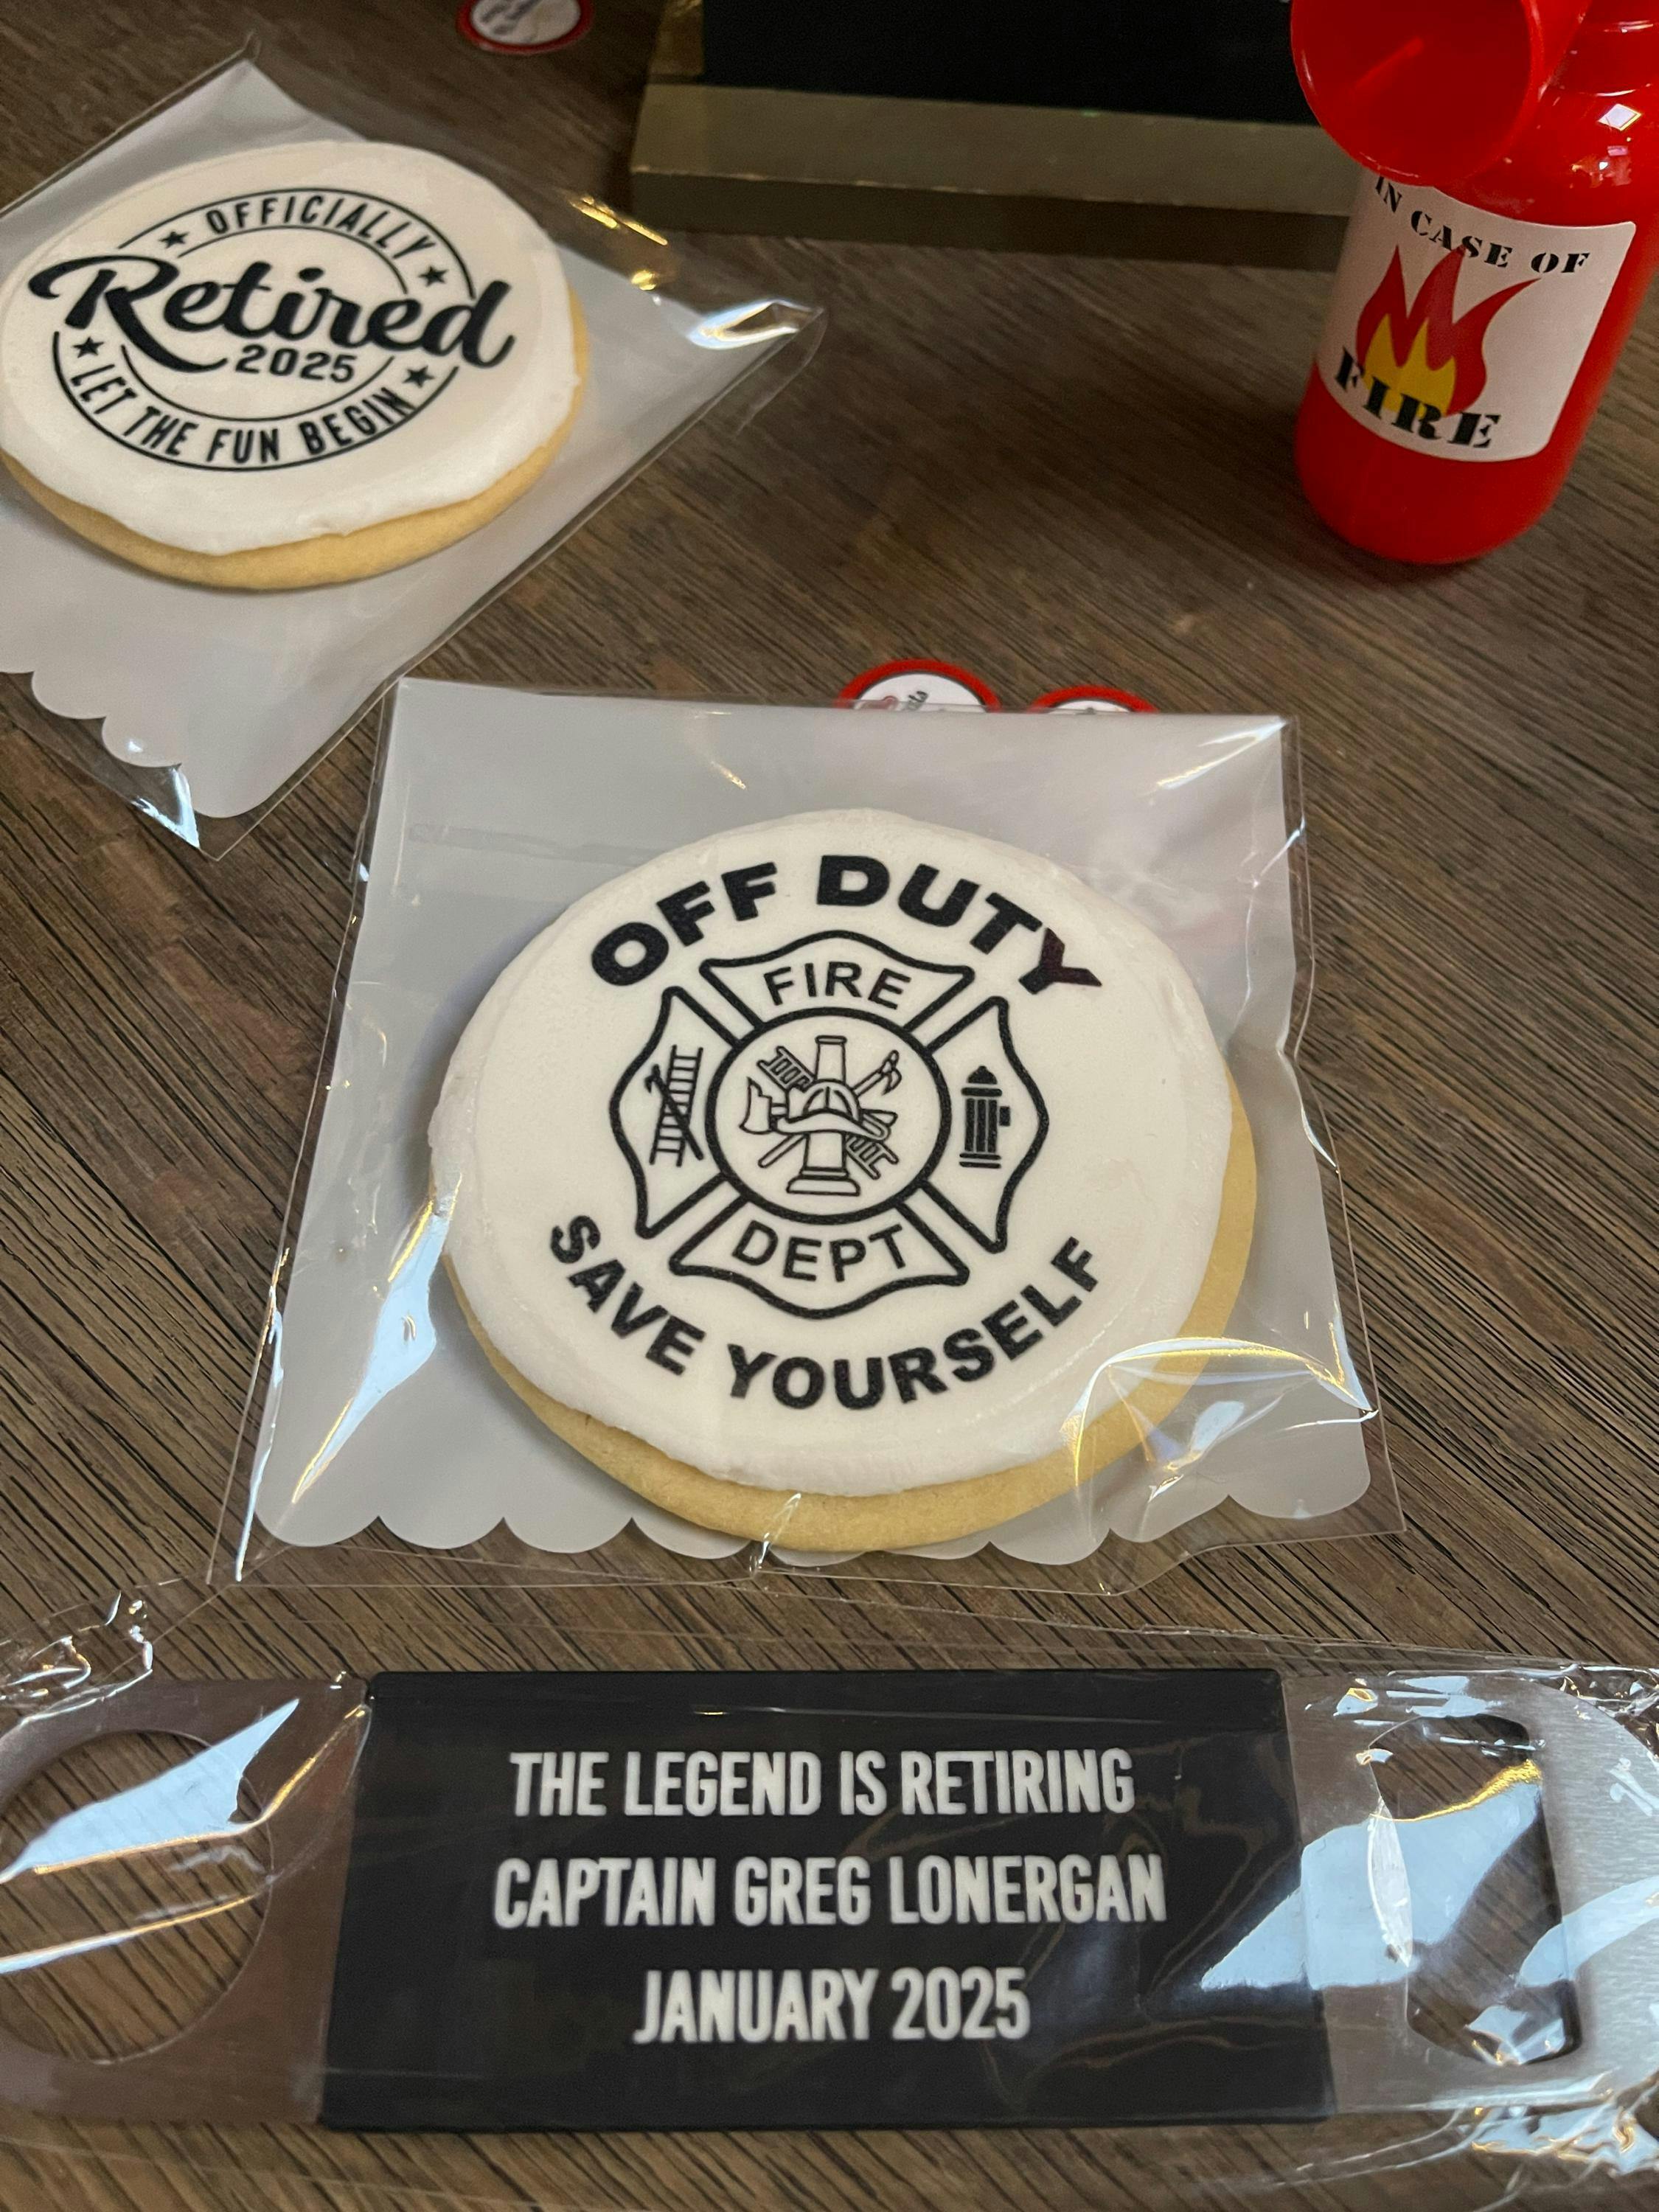 OFFICIALLY
Retired
2025
LET THE FUN BEGIN
IN CASE OF
FIRE
OFF DUTY
FIRE
DEPT
SAVE YOURSELF
THE LEGEND IS RETIRING
CAPTAIN GREG LONERGAN
JANUARY 2025